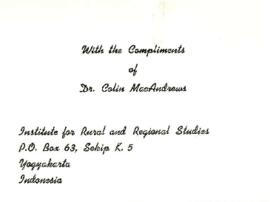 With the Compliments
of
Dr. Colin MacAndrews
Institute for Rural and Regional Studies
P.O. Box 63, Sekip K. 5
Yogyakarta
Indonesia